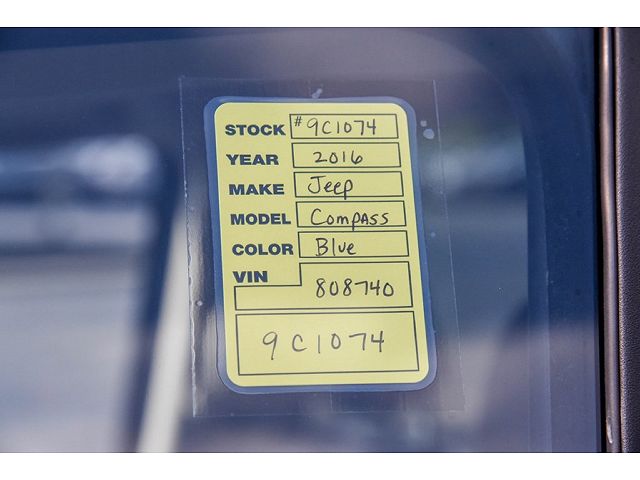 STOCK # 9C1074
YEAR 2016
MAKE Jeep
MODEL Compass
COLOR Blue
VIN 808740
9C1074